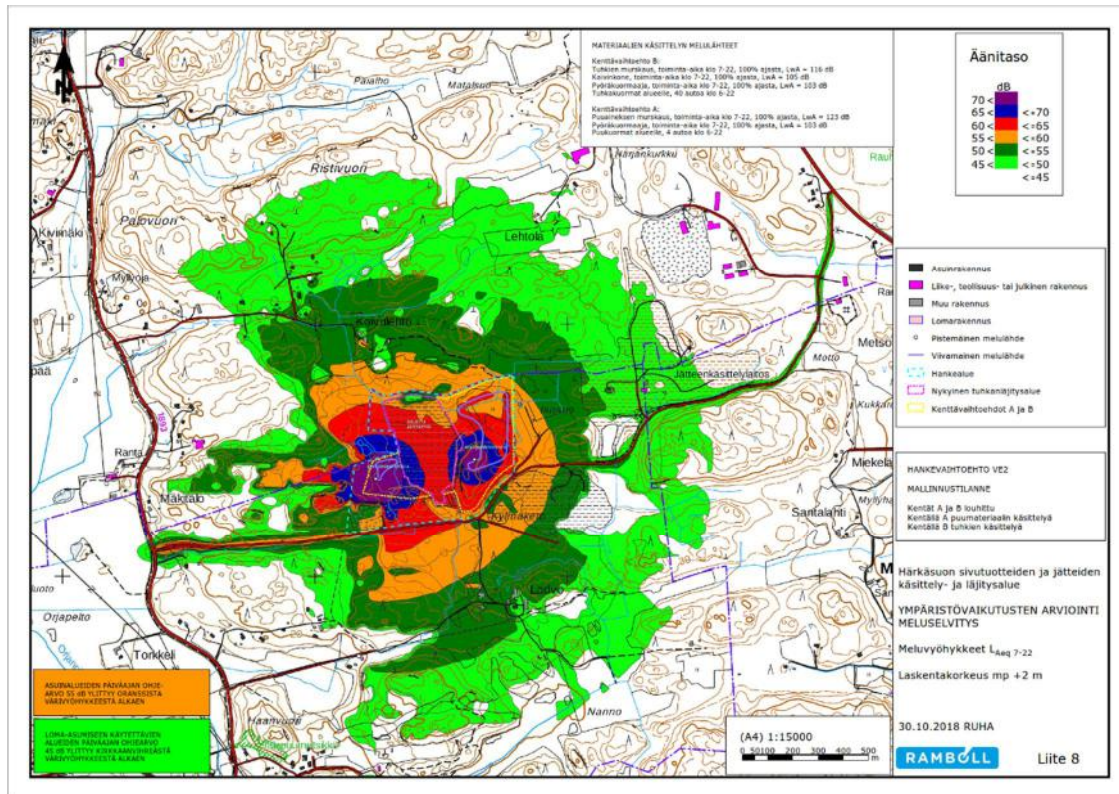 MATERIAALIEN KÄSITTELYN MELULÄHTEET
Kenttävaihtoehto B:
Tuhkien murskaus, toiminta-aika klo 7-22, 100% ajasta, LwA = 116 dB
Kaivinkone, toiminta-aika klo 7-22, 100% ajasta, LwA = 105 dB
Pyöräkuormaaja, toiminta-aika klo 7-22, 100% ajasta, LwA = 103 dB
Tuhkakuormat alueelle, 40 autoa klo 6-22
Kenttävaihtoehto A:
Puuaineksen murskaus, toiminta-aika klo 7-22, 100% ajasta, LwA = 123 dB
Pyöräkuormaaja, toiminta-aika klo 7-22, 100% ajasta, LwA = 103 dB
Puukuormat alueelle, 4 autoa klo 6-22
Äänitaso
dB
70 <
65 < <=70
60 < <=65
55 < <=60
50 < <=55
45 < <=50
<=45
Paialho
Matalsuo
Ristivuori
Palovuori
Kivimäki
Myllyoja
Lehtola
Koivulehto
Jätteenkäsittelylaitos
Metso
Motto
Kukkar
Miekela
Myllyha
Santalahti
Ranta
1893
Mäkitalo
Kylmäkeni
Orjapelto
Torkkeli
Haanvuori
Nanno
Asuinrakennus
Liike-, teollisuus- tai julkinen rakennus
Muu rakennus
Lomarakennus
Pistemäinen melulähde
Viivamainen melulähde
Hankealue
Nykyinen tuhkanläjitysalue
Kenttävaihtoehdot A ja B
HANKEVAIHTOEHTO VE2
MALLINNUSTILANNE
Kentät A ja B louhittu
Kentällä A puumateriaalin käsittelyä
Kentällä B tuhkien käsittelyä
Härkäsuon sivutuotteiden ja jätteiden
käsittely- ja läjitysalue
YMPÄRISTÖVAIKUTUSTEN ARVIOINTI
MELUSELVITYS
Meluvyöhykkeet LAeq 7-22
Laskentakorkeus mp +2 m
30.10.2018 RUHA
RAMBOLL
Liite 8
ASUINALUEIDEN PÄIVÄAJAN OHJE-
ARVO 55 dB YLITTYY ORANSSISTA
VÄRIVYÖHYKKEESTÄ ALKAEN
LOMA-ASUMISEEN KÄYTETTÄVIEN
ALUEIDEN PÄIVÄAJAN OHJEARVO
45 dB YLITTYY KIRKKAANVIHREÄSTÄ
VÄRIVYÖHYKKEESTÄ ALKAEN
(A4) 1:15000
0 50100 200 300 400 500
m